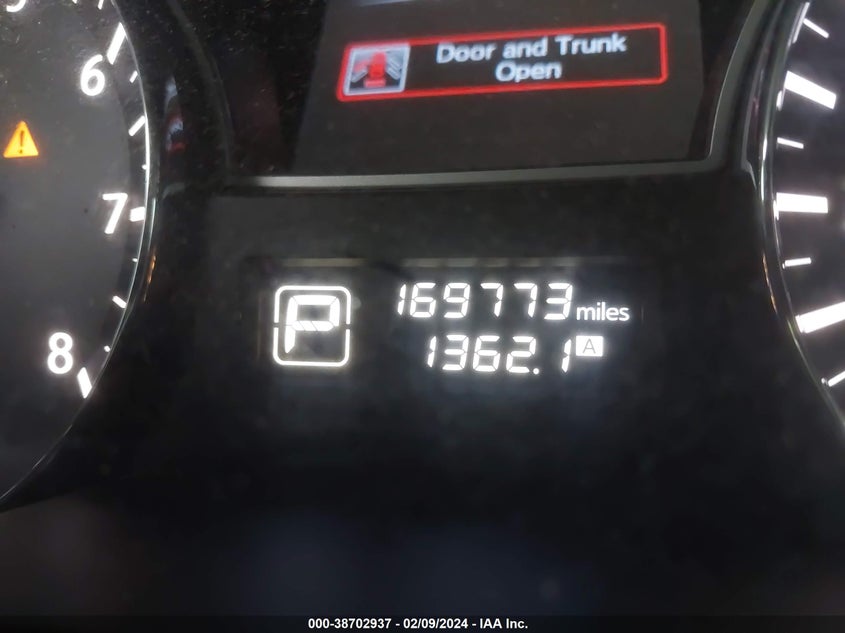 Door and Trunk
Open
6
7
8
P
169773 miles
1362.1 A
000-38702937 - 02/09/2024 - IAA Inc.